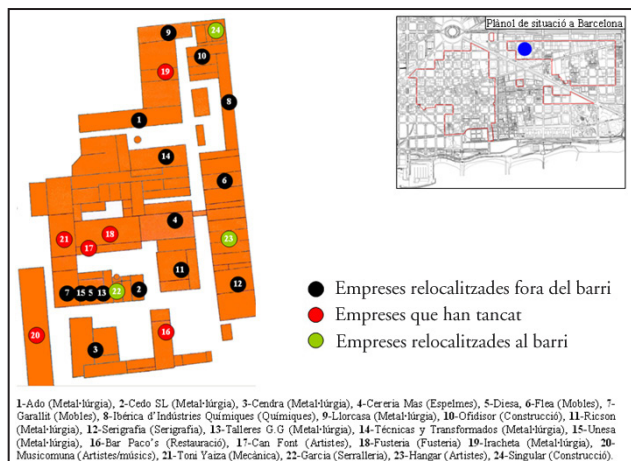 Plànol de situació a Barcelona
24
9
10
19
8
1
14
6
4
18
21
17
23
11
7
15
5
13
22
2
12
20
16
3
Empreses relocalitzades fora del barri
Empreses que han tancat
Empreses relocalitzades al barri
1-Ado (Metal·lúrgia), 2-Cedo SL (Metal·lúrgia), 3-Cendra (Metal·lúrgia), 4-Cereria Mas (Espelmes), 5-Diesa, 6-Flea (Mobles), 7-
Garallit (Mobles), 8-Ibérica d'Indústries Químiques (Químiques), 9-Llorcasa (Metal·lúrgia), 10-Ofidisor (Construcció), 11-Ricson
(Metal·lúrgia), 12-Serigrafía (Serigrafia), 13-Talleres G.G (Metal·lúrgia), 14-Técnicas y Transformados (Metal·lúrgia), 15-Unesa
(Metal·lúrgia), 16-Bar Paco's (Restauració), 17-Can Font (Artistes), 18-Fusteria (Fusteria) 19-Iracheta (Metal·lúrgia), 20-
Musicomuna (Artistes/músics), 21-Toni Yaiza (Mecànica), 22-Garcia (Serralleria), 23-Hangar (Artistes), 24-Singular (Construcció).